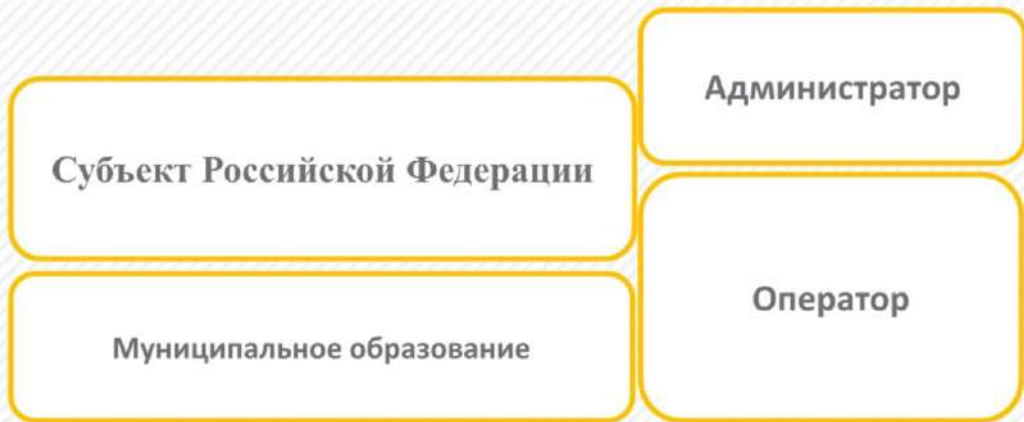 Администратор
Субъект Российской Федерации
Оператор
Муниципальное образование